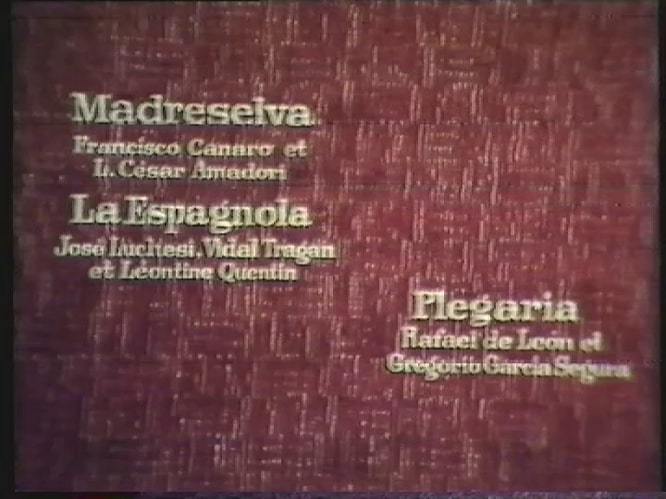 Madreselva
Francisco Canaro et
L. César Amadori
La Espagnola
José Luchesi, Vidal Tragan
et Léontine Quentin
Plegaria
Rafael de León et
Gregorio García Segura